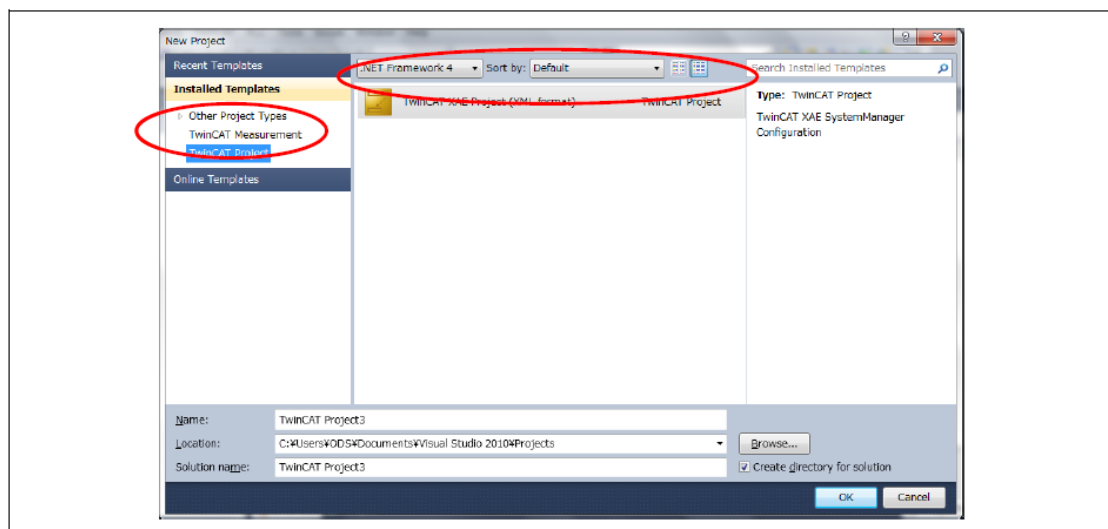 New Project
Recent Templates
.NET Framework 4 Sort by: Default
Search Installed Templates
Installed Templates
Other Project Types
TwinCAT Measurement
TwinCAT Project
Online Templates
TwinCAT XAE Project (XML format) TwinCAT Project
Type: TwinCAT Project
TwinCAT XAE SystemManager
Configuration
Name: TwinCAT Project3
Location: C:¥Users¥ODS¥Documents¥Visual Studio 2010¥Projects
Browse...
Solution name: TwinCAT Project3
Create directory for solution
OK Cancel